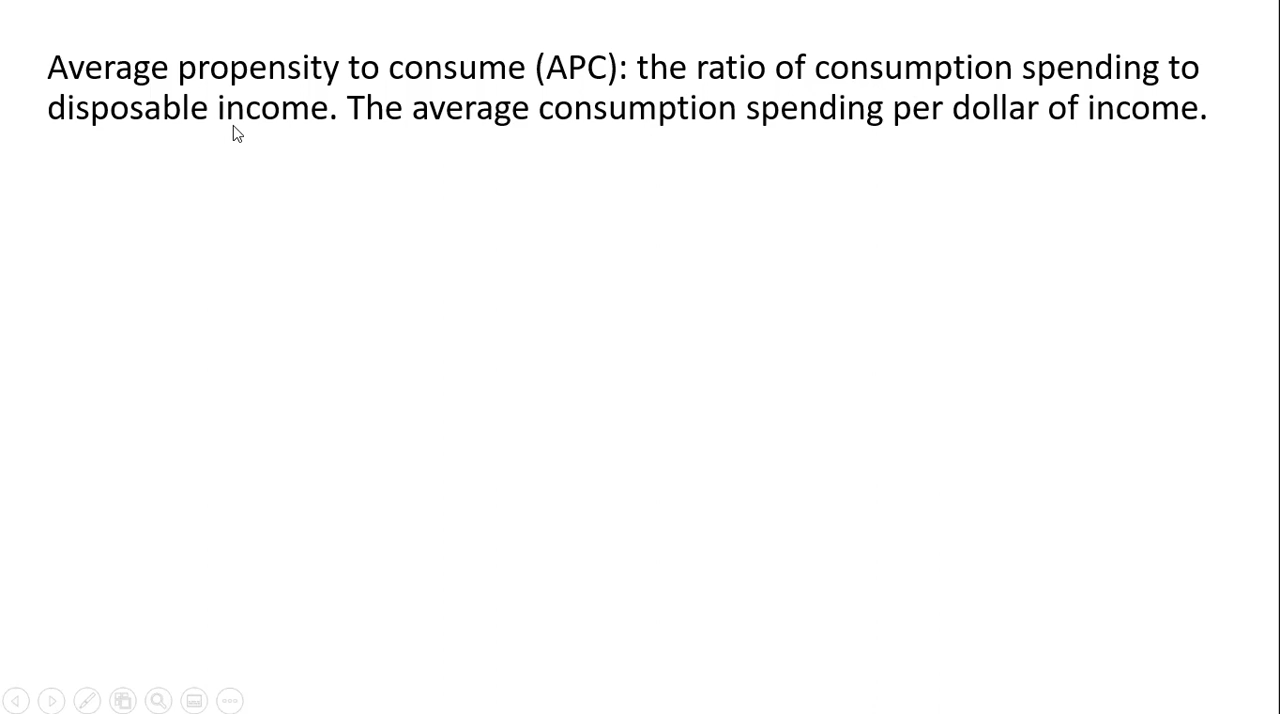 Average propensity to consume (APC): the ratio of consumption spending to
disposable income. The average consumption spending per dollar of income.